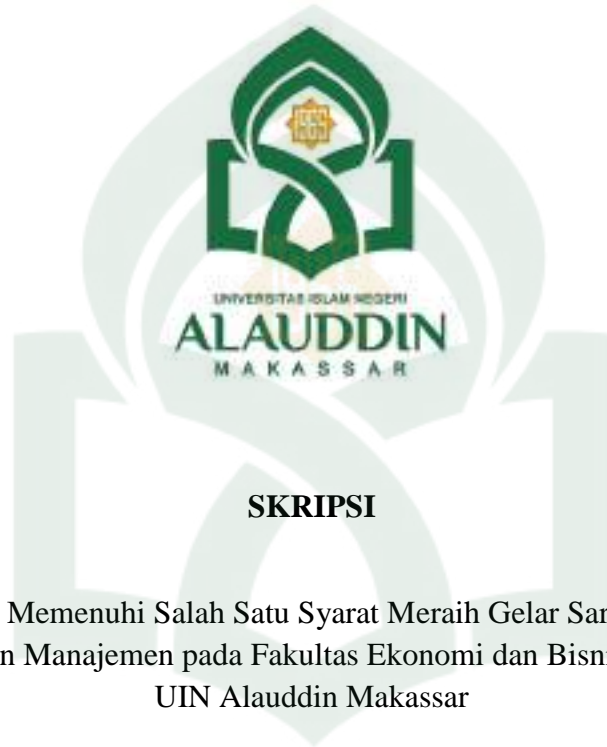 1965
UNIVERSITAS ISLAM NEGERI
ALAUDDIN
MAKASSAR
SKRIPSI
Memenuhi Salah Satu Syarat Meraih Gelar Sar
n Manajemen pada Fakultas Ekonomi dan Bisn
UIN Alauddin Makassar